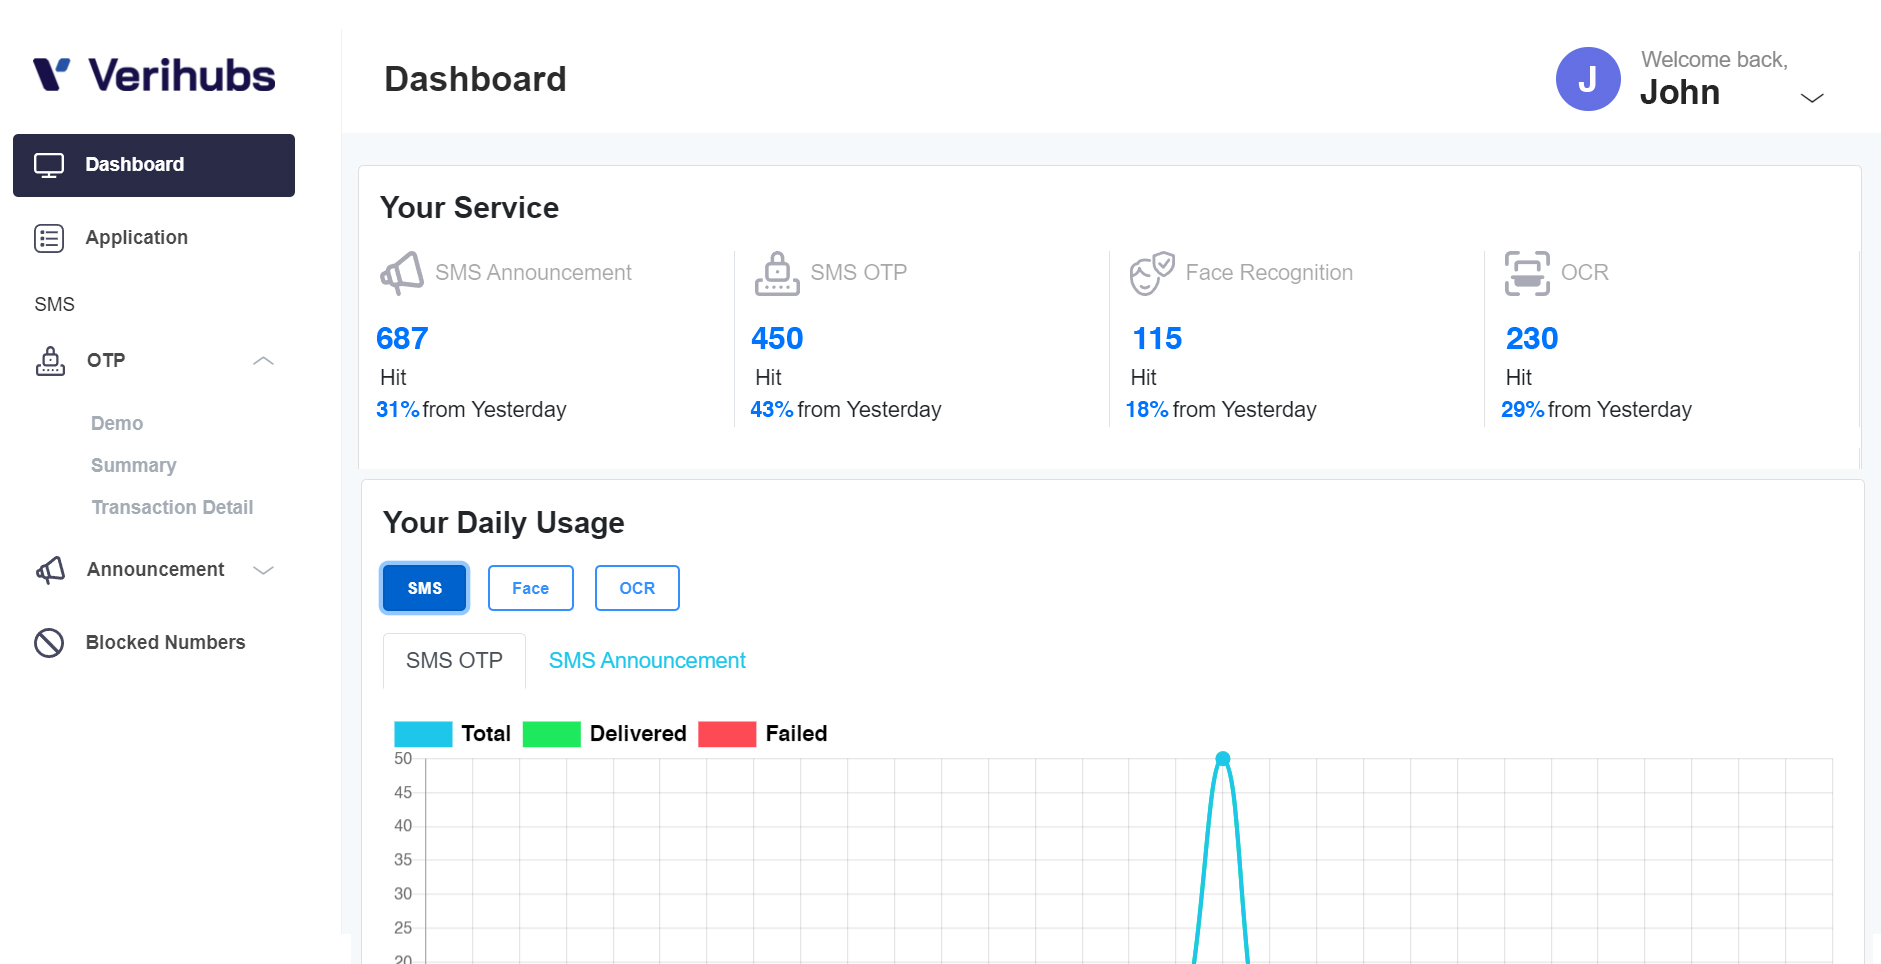 Verihubs
Dashboard
Application
SMS
OTP
Demo
Summary
Transaction Detail
Announcement
Blocked Numbers
Dashboard
J
Welcome back,
John
Your Service
SMS Announcement
687
Hit
31% from Yesterday
SMS OTP
450
Hit
43% from Yesterday
Face Recognition
115
Hit
18% from Yesterday
OCR
230
Hit
29% from Yesterday
Your Daily Usage
SMS Face OCR
SMS OTP SMS Announcement
Total Delivered Failed
50
45
40
35
30
25
20